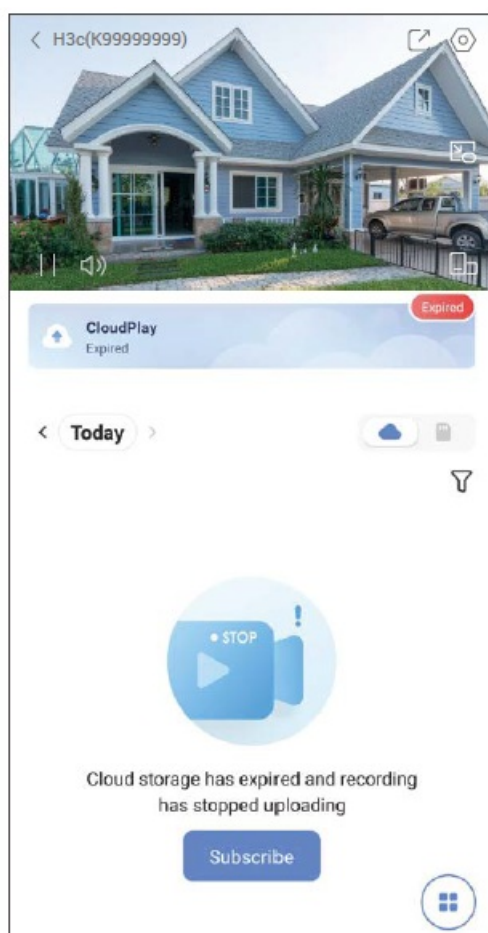 H3c(K99999999)
Expired
CloudPlay
Expired
Today
STOP
!
Cloud storage has expired and recording
has stopped uploading
Subscribe